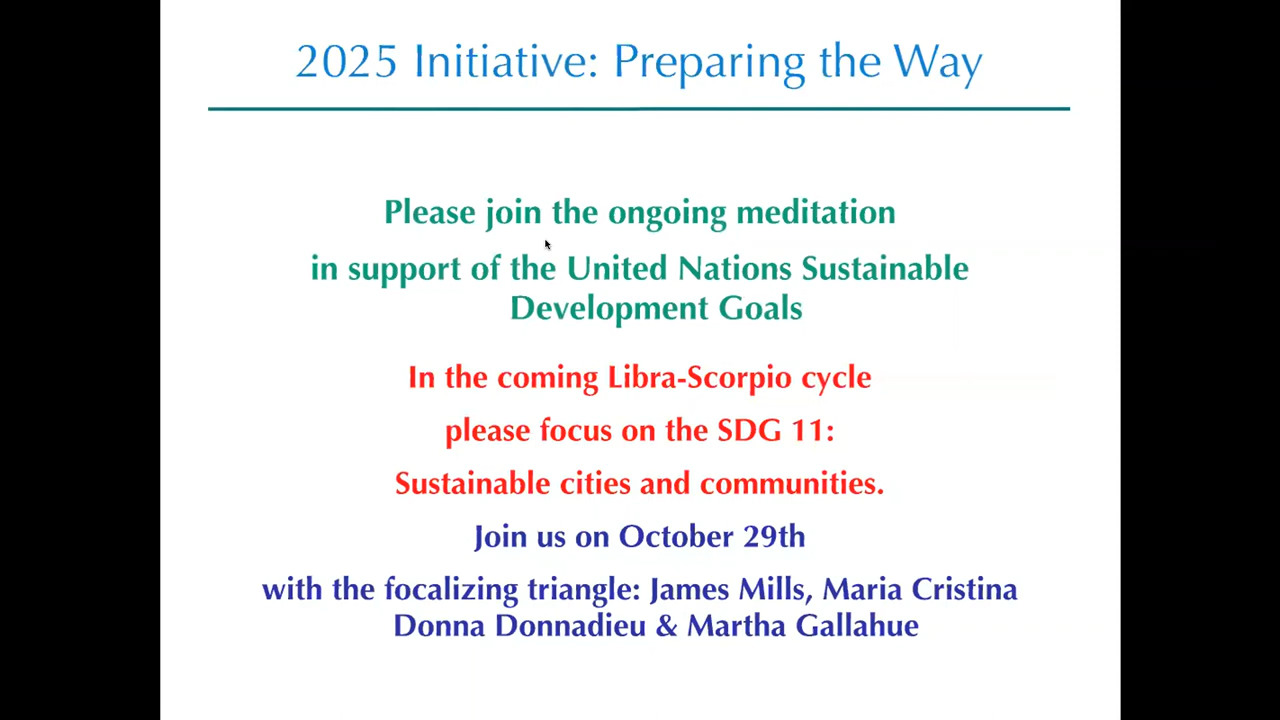 2025 Initiative: Preparing the Way
Please join the ongoing meditation
in support of the United Nations Sustainable
Development Goals
In the coming Libra-Scorpio cycle
please focus on the SDG 11:
Sustainable cities and communities.
Join us on October 29th
with the focalizing triangle: James Mills, Maria Cristina
Donna Donnadieu & Martha Gallahue